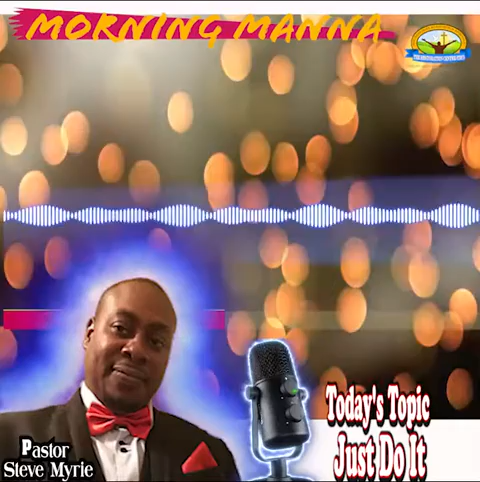 MORNING MANNA
Pastor
Steve Myrie
Today's Topic
Just Do It